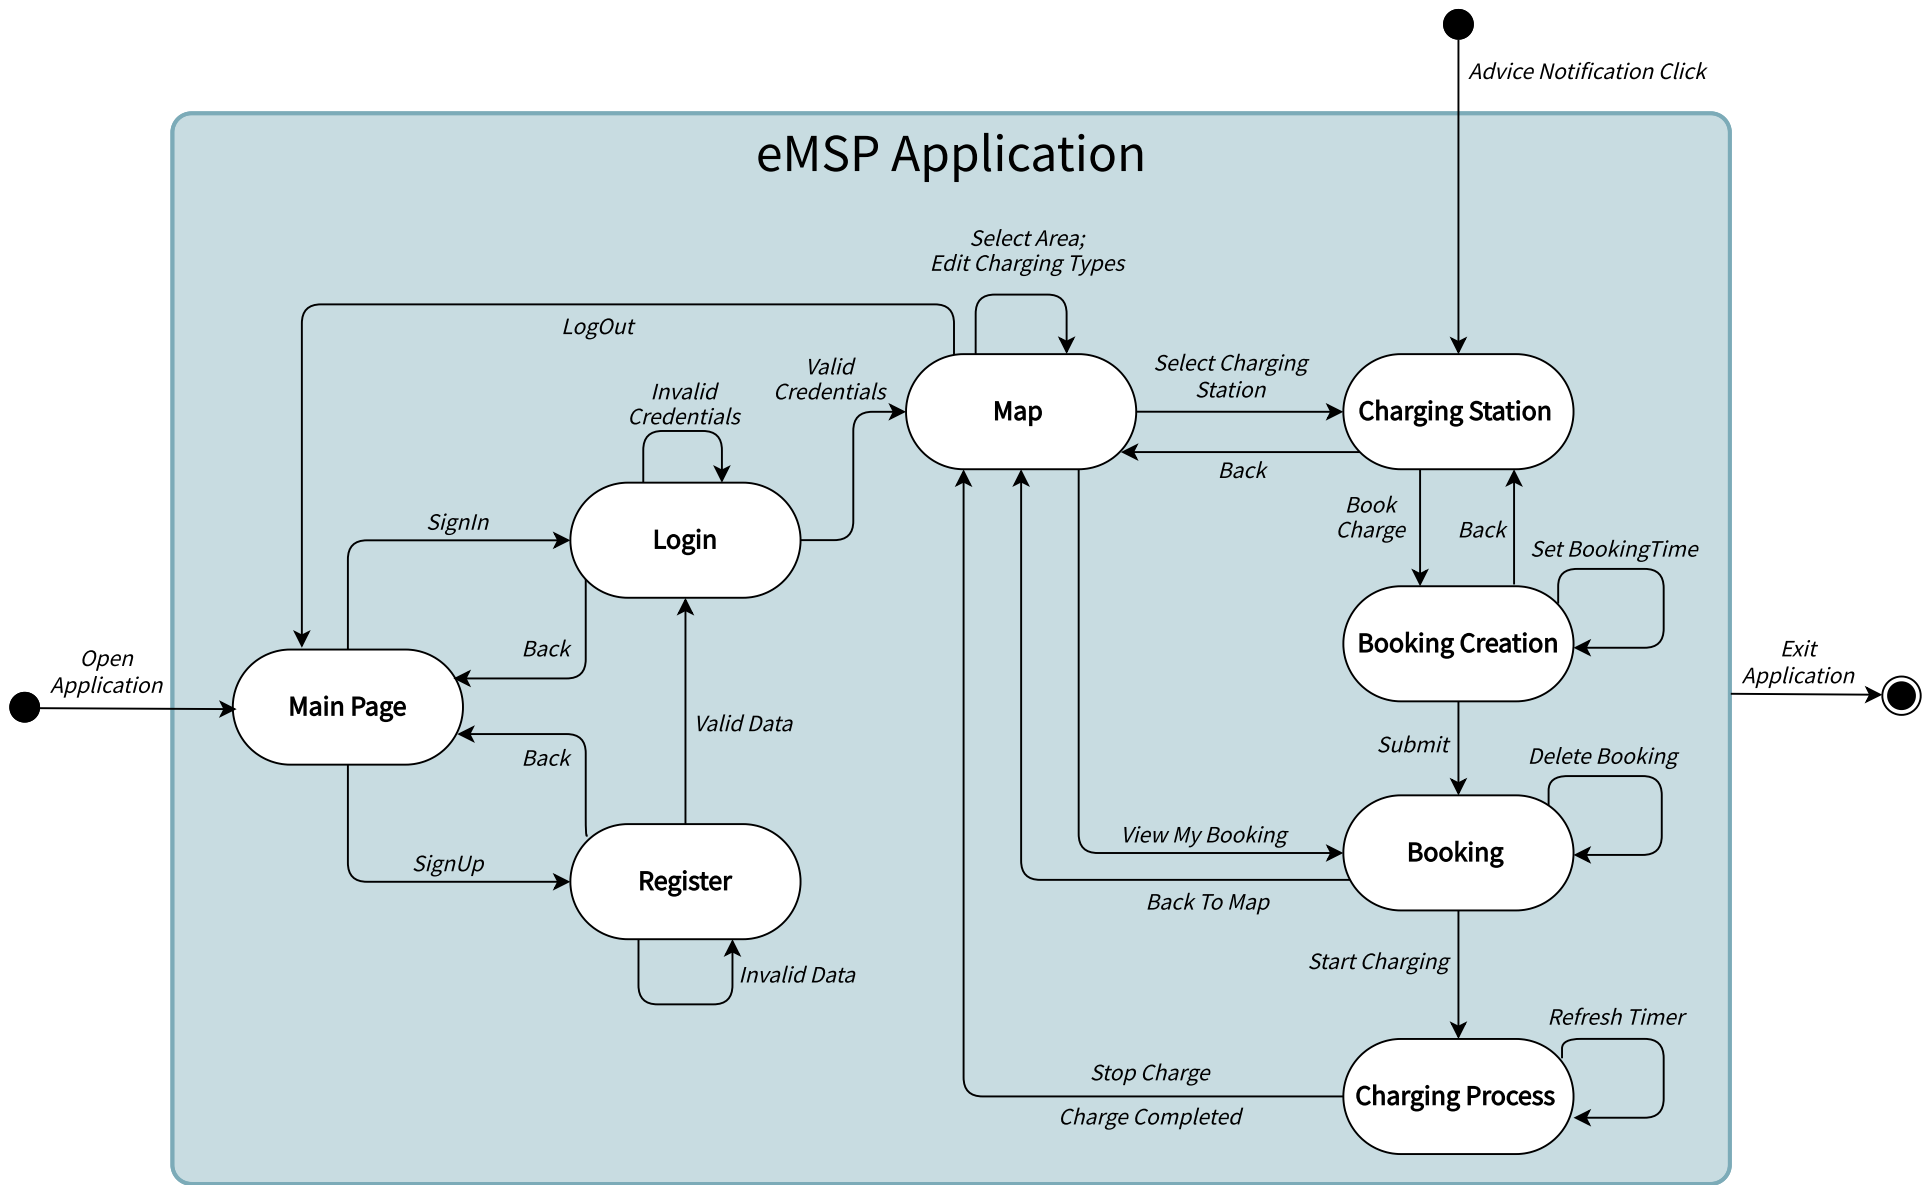 Advice Notification Click
eMSP Application
Select Area;
Edit Charging Types
LogOut
Valid
Credentials
Select Charging
Station
Invalid
Credentials
Map
Charging Station
Back
SignIn
Login
Book
Charge
Back
Set BookingTime
Back
Booking Creation
Open
Application
Exit
Application
Main Page
Valid Data
Back
Submit
Delete Booking
View My Booking
Booking
SignUp
Register
Back To Map
Invalid Data
Start Charging
Refresh Timer
Stop Charge
Charging Process
Charge Completed